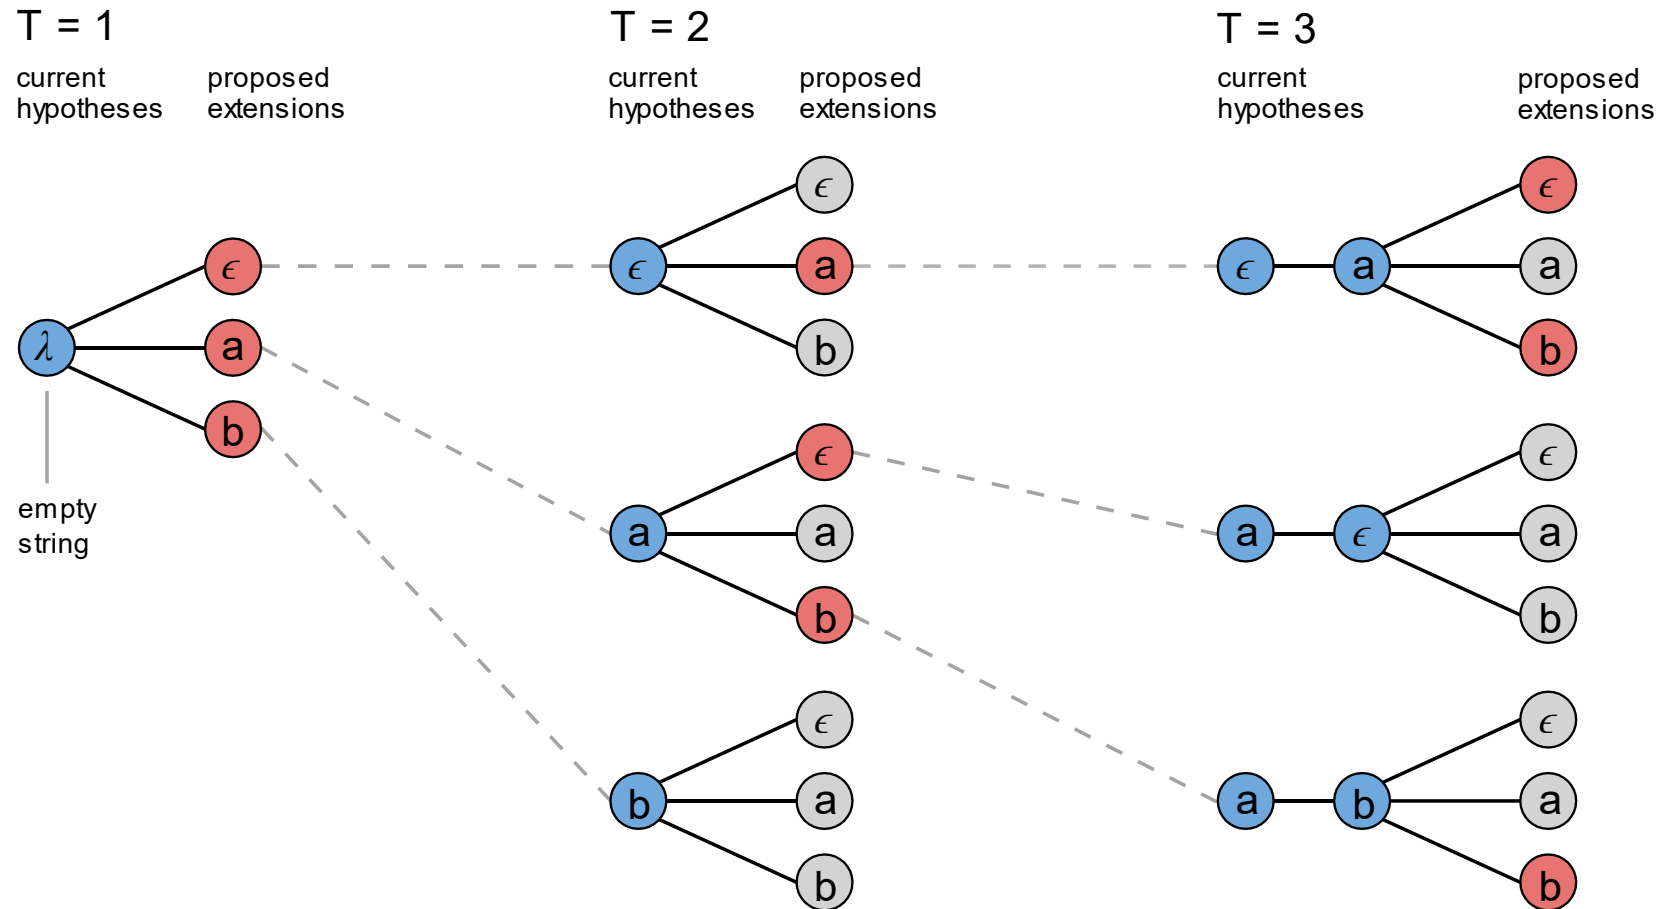 T = 1
T = 2
T = 3
current hypotheses
proposed extensions
current hypotheses
proposed extensions
current hypotheses
proposed extensions
λ
empty
string
ϵ
a
b
ϵ
ϵ
a
b
a
ϵ
a
b
b
ϵ
a
b
ϵ
a
ϵ
a
b
a
ϵ
ϵ
a
b
a
b
ϵ
a
b